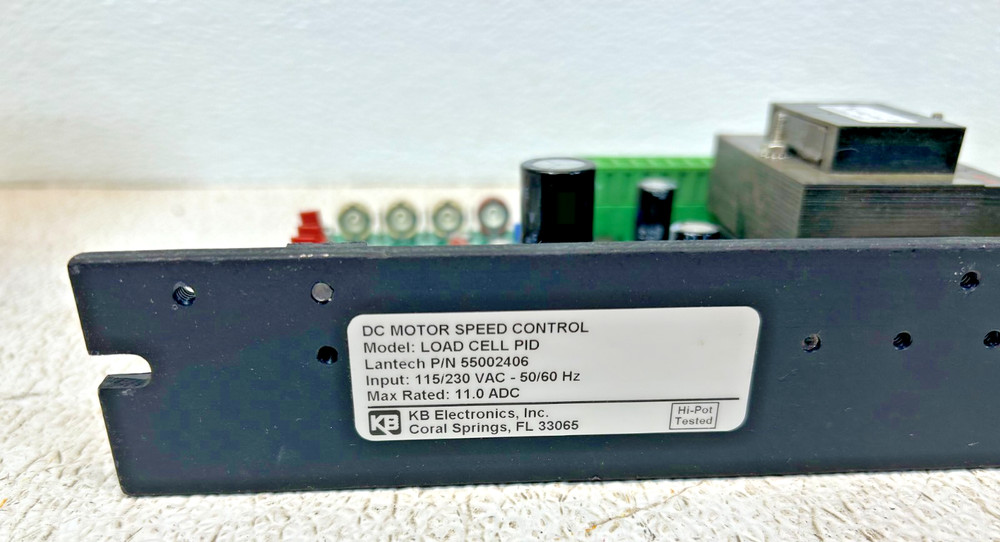 DC MOTOR SPEED CONTROL
Model: LOAD CELL PID
Lantech P/N 55002406
Input: 115/230 VAC - 50/60 Hz
Max Rated: 11.0 ADC
KB KB Electronics, Inc.
Coral Springs, FL 33065
Hi-Pot
Tested